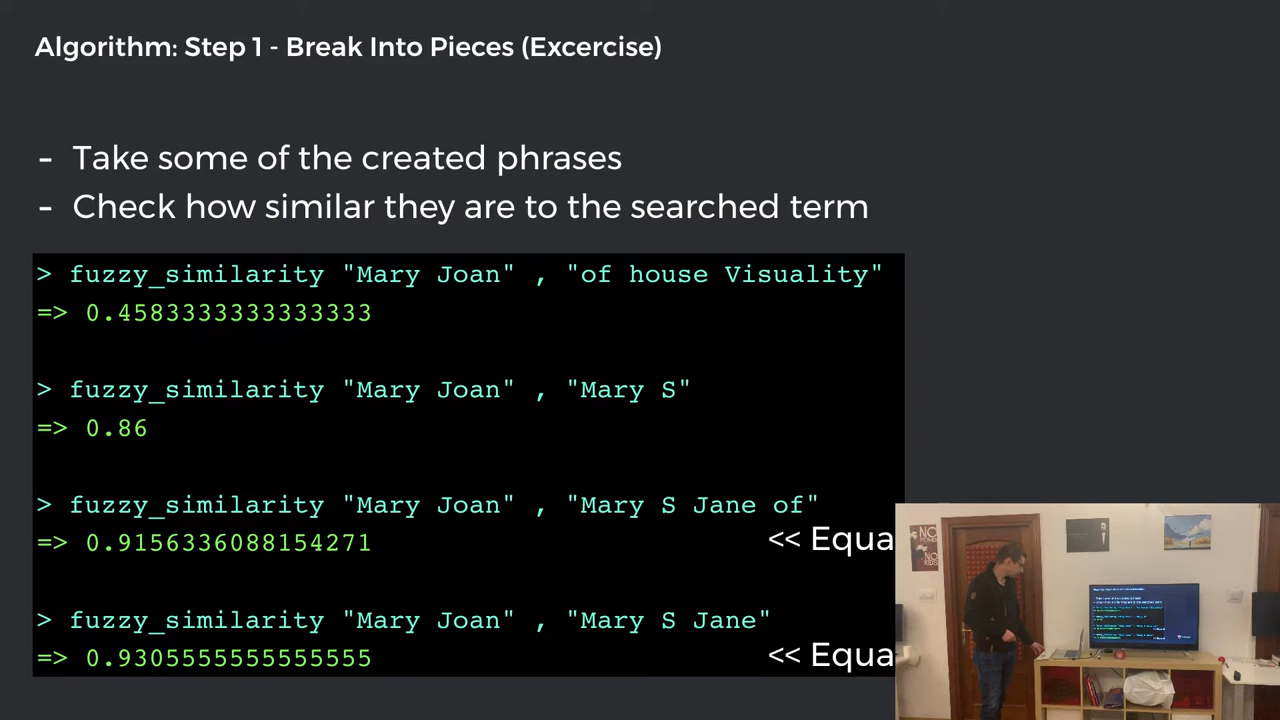 Algorithm: Step 1 - Break Into Pieces (Excercise)
- Take some of the created phrases
- Check how similar they are to the searched term
> fuzzy_similarity "Mary Joan" , "of house Visuality"
=> 0.4583333333333333
> fuzzy_similarity "Mary Joan" , "Mary S"
=> 0.86
> fuzzy_similarity "Mary Joan" , "Mary S Jane of"
=> 0.9156336088154271
<< Equa
> fuzzy_similarity "Mary Joan" , "Mary S Jane"
=> 0.9305555555555555
<< Equa
NO
NO